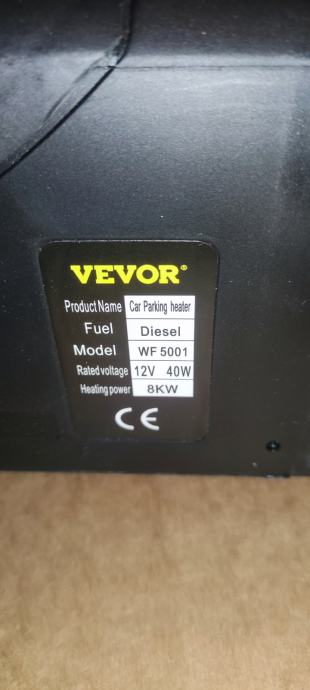 VEVOR®
Product Name Car Parking heater
Fuel Diesel
Model WF 5001
Rated voltage 12V 40W
Heating power 8KW
CE